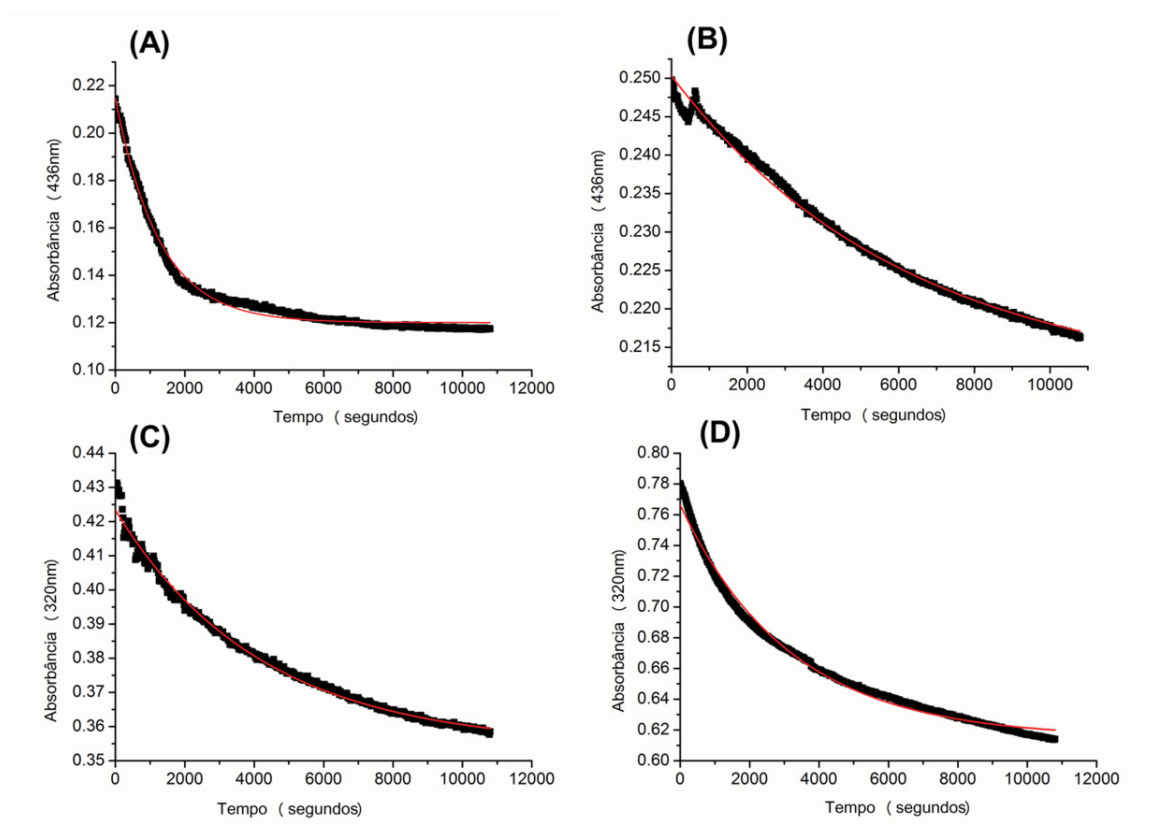 (A)
0.22
0.20
0.18
0.16
0.14
0.12
0.10
Absorbância ( 436nm)
0 2000 4000 6000 8000 10000 12000
Tempo ( segundos)
(B)
0.250
0.245
0.240
0.235
0.230
0.225
0.220
0.215
Absorbância ( 436nm)
0 2000 4000 6000 8000 10000
Tempo ( segundos)
(C)
0.44
0.43
0.42
0.41
0.40
0.39
0.38
0.37
0.36
0.35
Absorbância ( 320nm)
0 2000 4000 6000 8000 10000 12000
Tempo ( segundos)
(D)
0.80
0.78
0.76
0.74
0.72
0.70
0.68
0.66
0.64
0.62
0.60
Absorbância ( 320nm)
0 2000 4000 6000 8000 10000 12000
Tempo ( segundos)